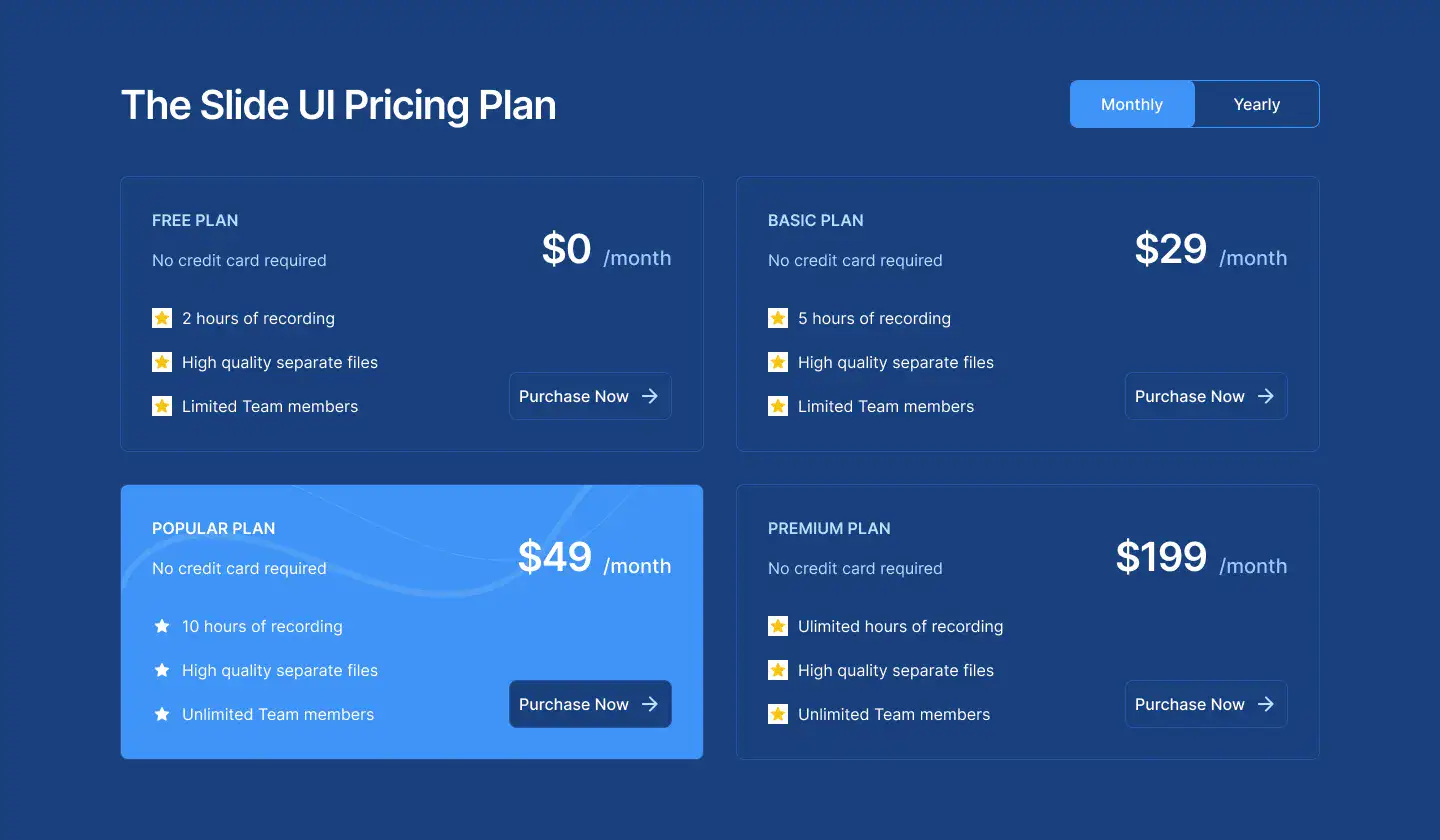 The Slide UI Pricing Plan
Monthly
Yearly
FREE PLAN
No credit card required
$0 /month
2 hours of recording
High quality separate files
Limited Team members
Purchase Now
BASIC PLAN
No credit card required
$29 /month
5 hours of recording
High quality separate files
Limited Team members
Purchase Now
POPULAR PLAN
No credit card required
$49 /month
10 hours of recording
High quality separate files
Unlimited Team members
Purchase Now
PREMIUM PLAN
No credit card required
$199 /month
Ulimited hours of recording
High quality separate files
Unlimited Team members
Purchase Now